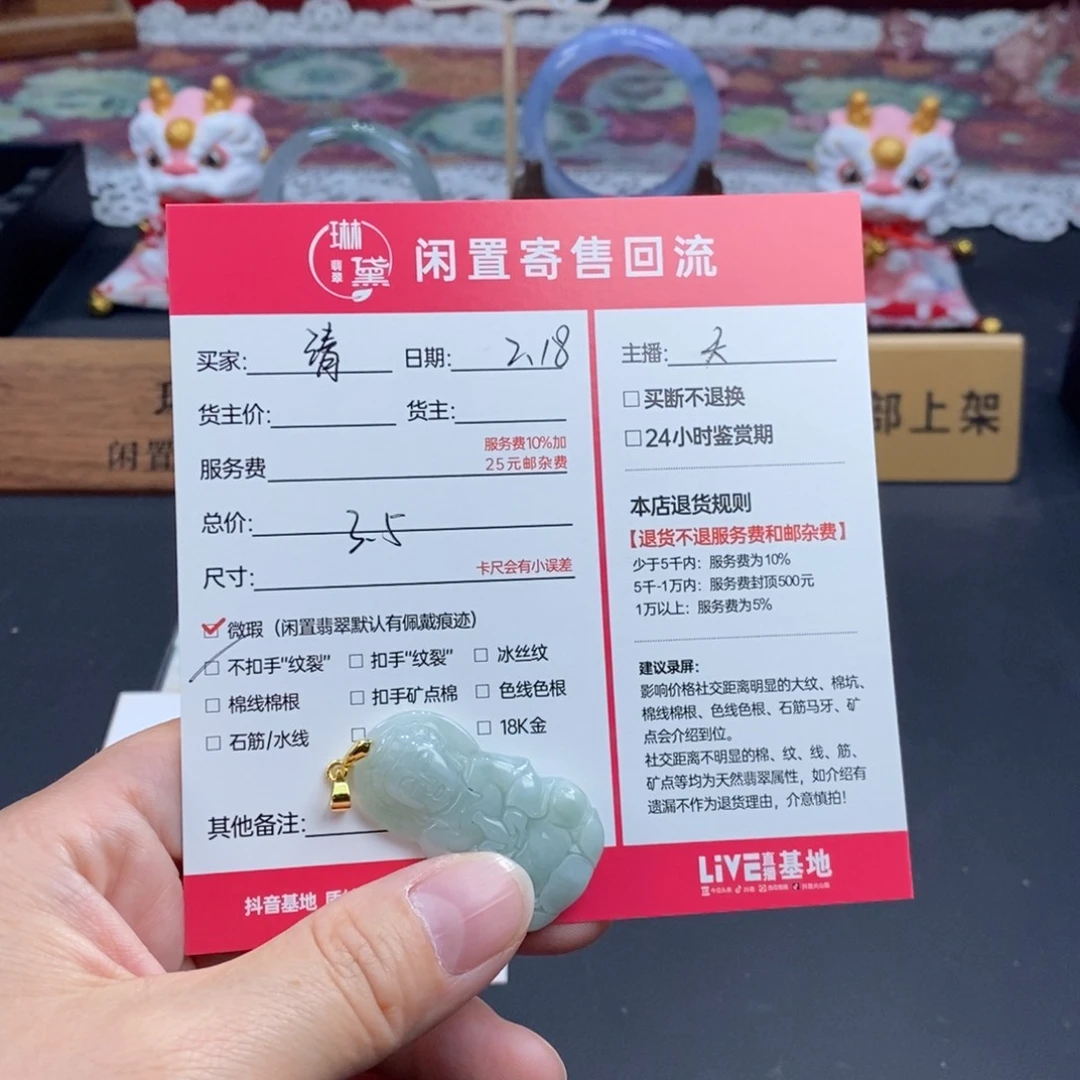 琳
翡翠
黛
闲置寄售回流
买家: 清
日期: 2.18
货主价:
货主:
服务费
服务费10%加
25元邮杂费
总价: 3.5
尺寸:
卡尺会有小误差
微瑕（闲置翡翠默认有佩戴痕迹）
不扣手"纹裂"
扣手"纹裂"
冰丝纹
棉线棉根
扣手矿点棉
色线色根
石筋/水线
18K金
其他备注:
抖音基地
主播:
买断不退换
24小时鉴赏期
本店退货规则
【退货不退服务费和邮杂费】
少于5千内：服务费为10%
5千-1万内：服务费封顶500元
1万以上：服务费为5%
建议录屏：
影响价格社交距离明显的大纹、棉坑、
棉线棉根、色线色根、石筋马牙、矿
点会介绍到位。
社交距离不明显的棉、纹、线、筋、
矿点等均为天然翡翠属性，如介绍有
遗漏不作为退货理由，介意慎拍！
LiVE直播基地
闲置
部上架